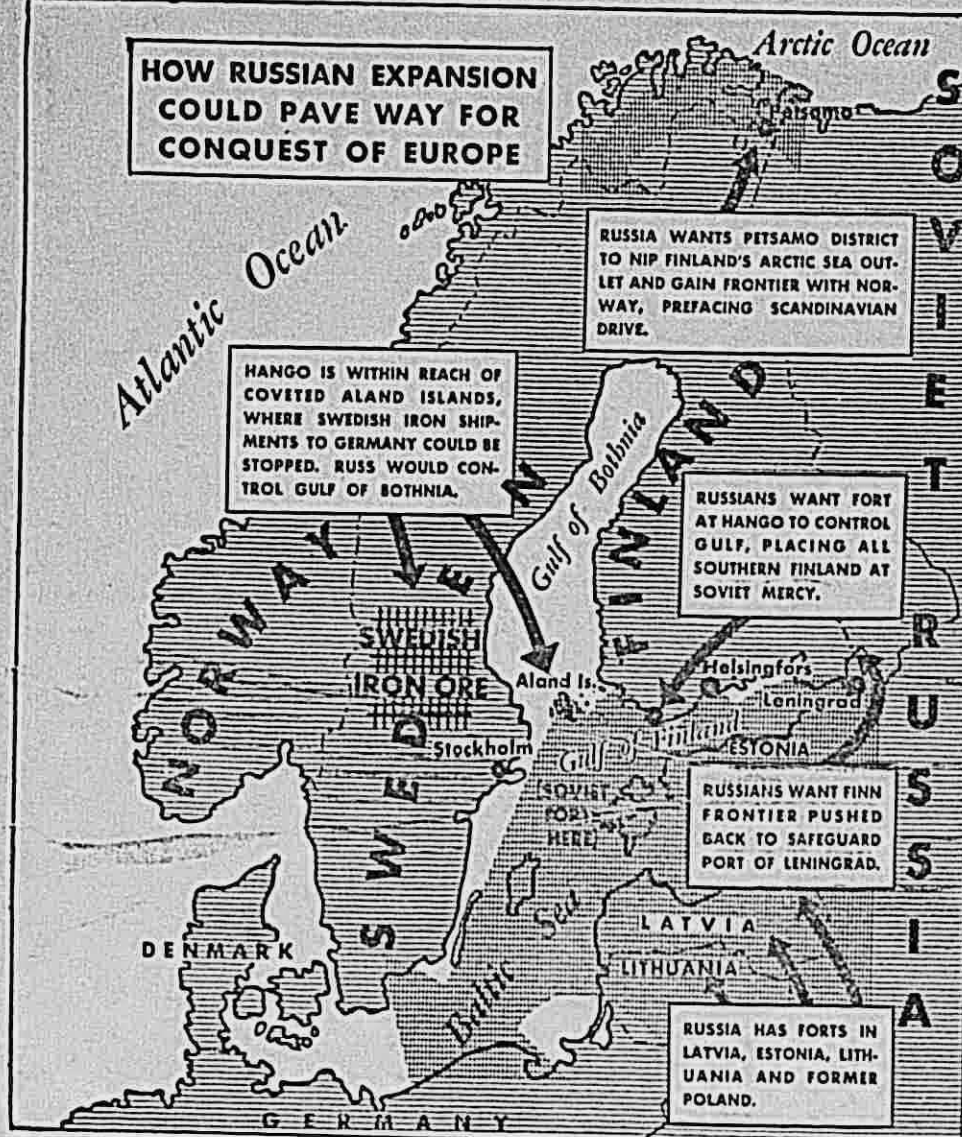 HOW RUSSIAN EXPANSION
COULD PAVE WAY FOR
CONQUEST OF EUROPE
Arctic Ocean
Petsamo
Atlantic Ocean
RUSSIA WANTS PETSAMO DISTRICT
TO NIP FINLAND'S ARCTIC SEA OUT-
LET AND GAIN FRONTIER WITH NOR-
WAY, PREFACING SCANDINAVIAN
DRIVE.
HANGO IS WITHIN REACH OF
COVETED ALAND ISLANDS,
WHERE SWEDISH IRON SHIP-
MENTS TO GERMANY COULD BE
STOPPED. RUSS WOULD CON-
TROL GULF OF BOTHNIA.
RUSSIANS WANT FORT
AT HANGO TO CONTROL
GULF, PLACING ALL
SOUTHERN FINLAND AT
SOVIET MERCY.
SOVIET RUSSIA
FINLAND
Gulf of Bothnia
NORWAY
SWEDEN
SWEDISH
IRON ORE
Aland Is.
Helsingfors
Leningrad
Stockholm
Gulf of Finland
ESTONIA
(SOVIET
FORT
HERE)
RUSSIANS WANT FINN
FRONTIER PUSHED
BACK TO SAFEGUARD
PORT OF LENINGRAD.
Baltic Sea
LATVIA
LITHUANIA
DENMARK
RUSSIA HAS FORTS IN
LATVIA, ESTONIA, LITH-
UANIA AND FORMER
POLAND.
GERMANY